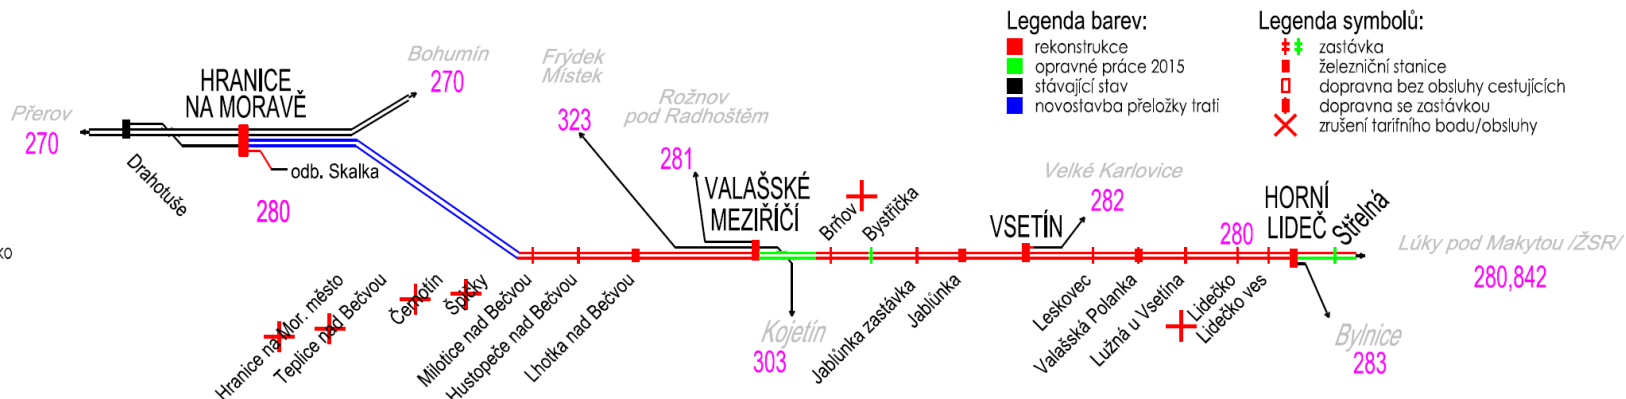 Legenda barev:
rekonstrukce
opravné práce 2015
stávající stav
novostavba přeložky trati
Legenda symbolů:
zastávka
železniční stanice
dopravna bez obsluhy cestujících
dopravna se zastávkou
zrušení tarifního bodu/obsluhy
Přerov
270
Drahotuše
HRANICE
NA MORAVĚ
odb. Skalka
280
Bohumín
270
Frýdek
Místek
323
Rožnov
pod Radhoštěm
281
VALAŠSKÉ
MEZIŘÍČÍ
Brňov
Bystřička
VSETÍN
Velké Karlovice
282
280
HORNÍ
LIDEČ
Střelná
Lúky pod Makytou /ŽSR/
280,842
Hranice na Mor. město
Teplice nad Bečvou
Černotín
Špičky
Milotice nad Bečvou
Hustopeče nad Bečvou
Lhotka nad Bečvou
Kojetín
303
Jablůnka zastávka
Jablůnka
Leskovec
Valašská Polanka
Lužná u Vsetína
Lidečko
Lidečko ves
Bylnice
283